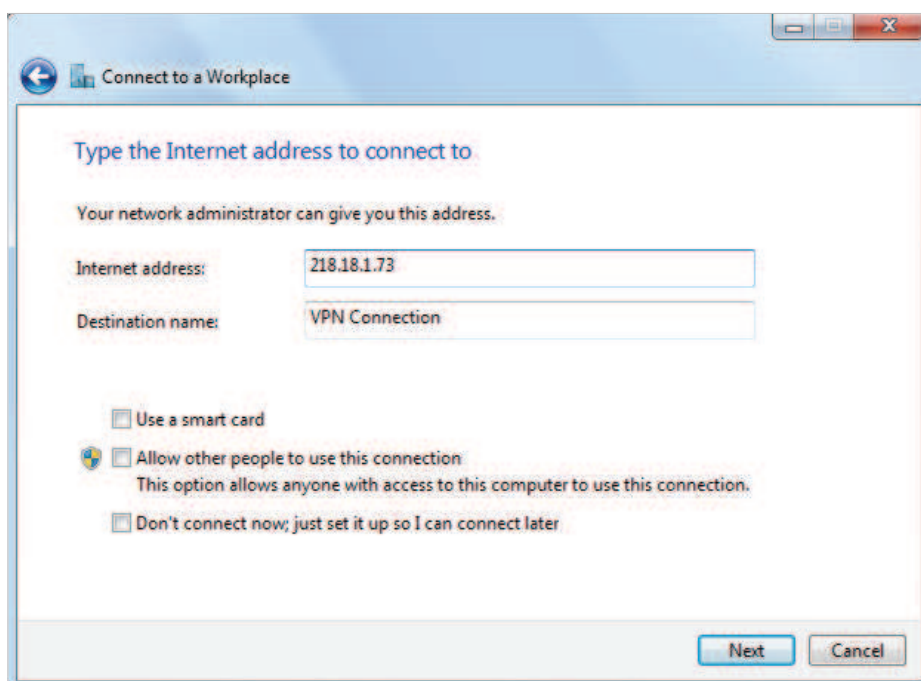 Connect to a Workplace
Type the Internet address to connect to
Your network administrator can give you this address.
Internet address: 218.18.1.73
Destination name: VPN Connection
Use a smart card
Allow other people to use this connection
This option allows anyone with access to this computer to use this connection.
Don't connect now; just set it up so I can connect later
Next Cancel